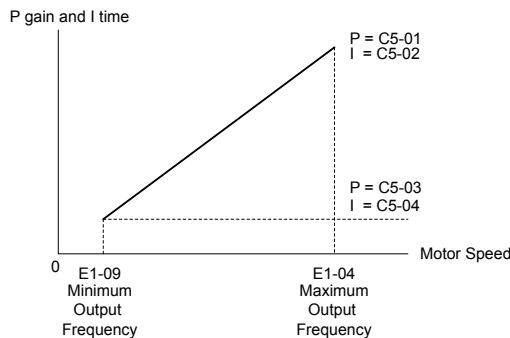 P gain and I time
P = C5-01
I = C5-02
P = C5-03
I = C5-04
Motor Speed
0
E1-09
Minimum
Output
Frequency
E1-04
Maximum
Output
Frequency